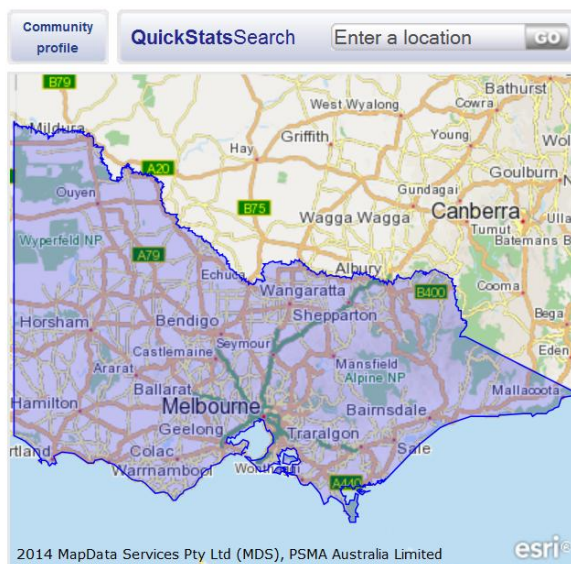 Community
profile
QuickStatsSearch
Enter a location
GO
B79
Bathurst
West Wyalong
Cowra
Mildura
Griffith
Young
Hay
A20
Goulburn
Ouyen
Gundagai
B75
Canberra
Wagga Wagga
Tumut
Wyperfeld NP
Batemans B
A79
Echuca
Albury
Cooma
B400
Wangaratta
Shepparton
Bega
Horsham
Bendigo
Seymour
Eden
Castlemaine
Mansfield
Ararat
Alpine NP
Ballarat
Mallacoota
Hamilton
Melbourne
Bairnsdale
Geelong
Traralgon
rtland
Colac
Sale
Warrnambool
A440
2014 MapData Services Pty Ltd (MDS), PSMA Australia Limited
esri